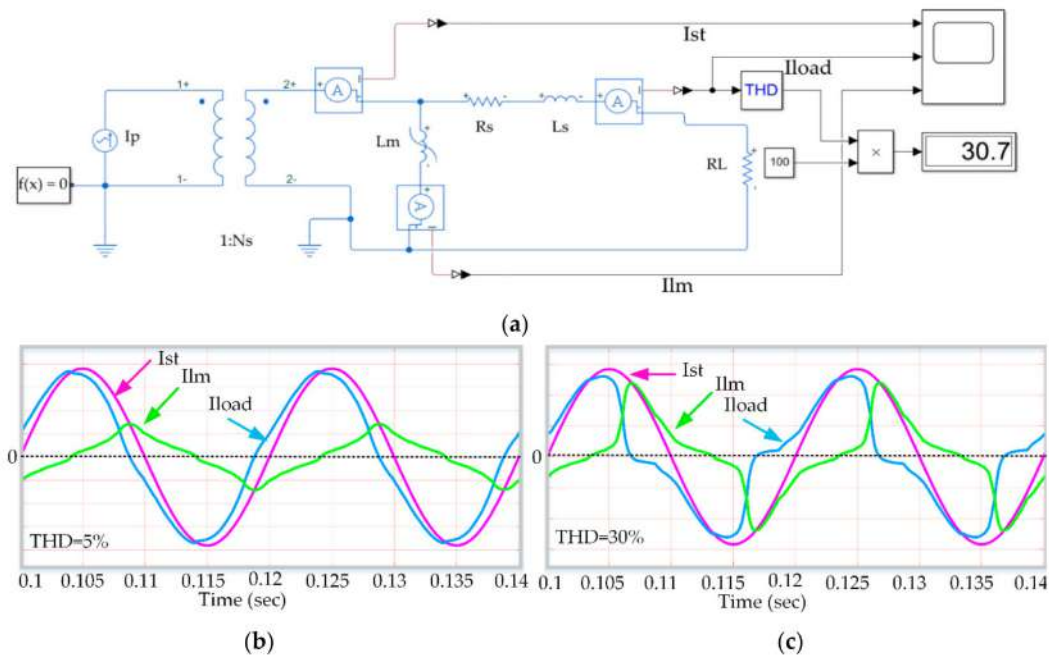 Ist
Iload
1+
2+
+
A
I
+
-
+
-
+
A
I
THD
Ip
Lm
+
-
Rs
Ls
RL
+
-
100
×
30.7
f(x) = 0
1-
2-
+
A
I
1:Ns
Ilm
(a)
Ist
Ilm
Iload
0
THD=5%
0.1
0.105
0.11
0.115
0.12
0.125
0.13
0.135
0.14
Time (sec)
(b)
Ist
Ilm
Iload
0
THD=30%
0.1
0.105
0.11
0.115
0.12
0.125
0.13
0.135
0.14
Time (sec)
(c)